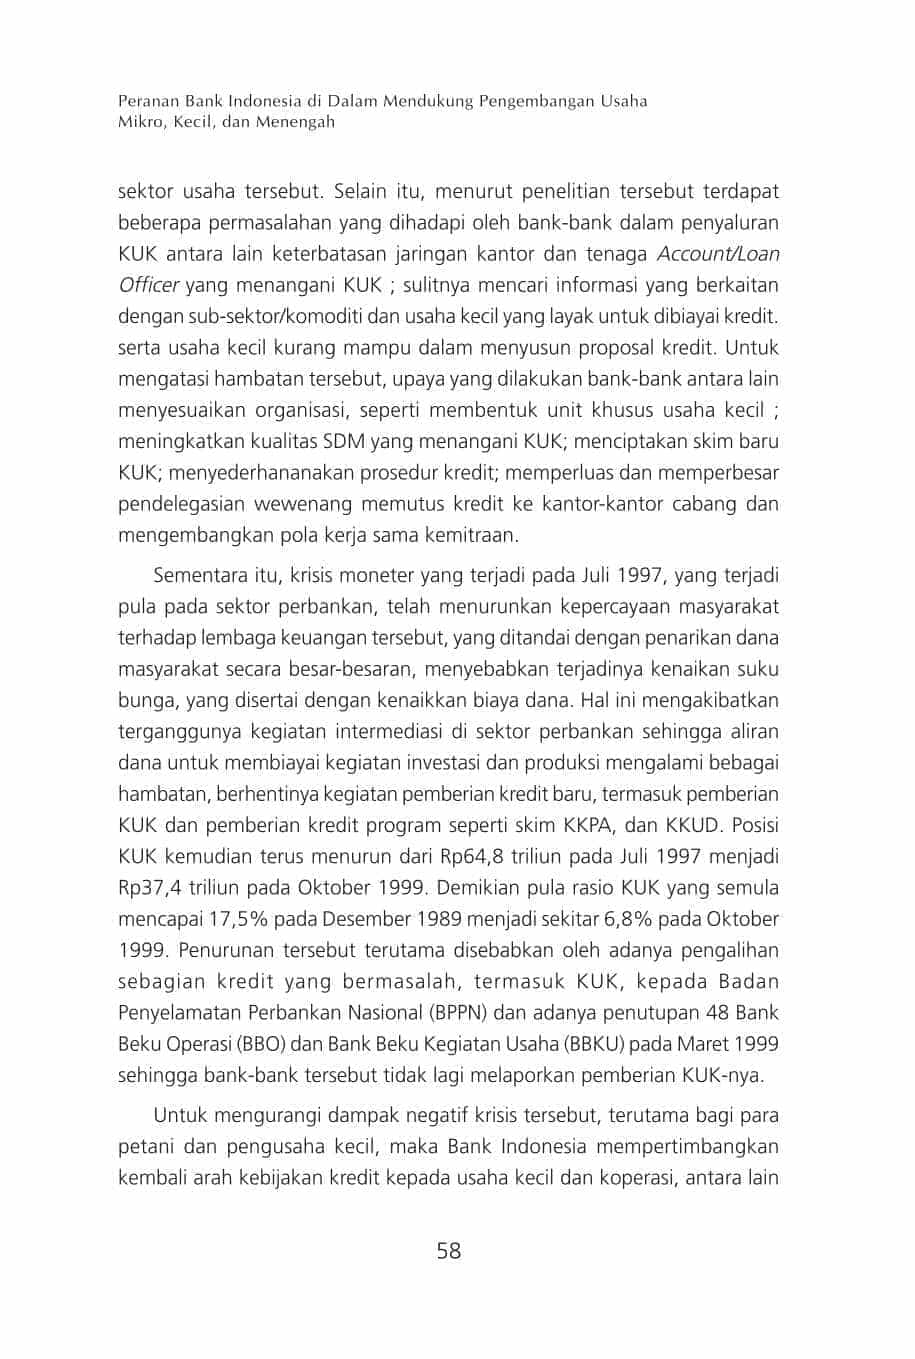 Peranan Bank Indonesia di Dalam Mendukung Pengembangan Usaha
Mikro, Kecil, dan Menengah
sektor usaha tersebut. Selain itu, menurut penelitian tersebut terdapat
beberapa permasalahan yang dihadapi oleh bank-bank dalam penyaluran
KUK antara lain keterbatasan jaringan kantor dan tenaga Account/Loan
Officer yang menangani KUK ; sulitnya mencari informasi yang berkaitan
dengan sub-sektor/komoditi dan usaha kecil yang layak untuk dibiayai kredit.
serta usaha kecil kurang mampu dalam menyusun proposal kredit. Untuk
mengatasi hambatan tersebut, upaya yang dilakukan bank-bank antara lain
menyesuaikan organisasi, seperti membentuk unit khusus usaha kecil ;
meningkatkan kualitas SDM yang menangani KUK; menciptakan skim baru
KUK; menyederhananakan prosedur kredit; memperluas dan memperbesar
pendelegasian wewenang memutus kredit ke kantor-kantor cabang dan
mengembangkan pola kerja sama kemitraan.
Sementara itu, krisis moneter yang terjadi pada Juli 1997, yang terjadi
pula pada sektor perbankan, telah menurunkan kepercayaan masyarakat
terhadap lembaga keuangan tersebut, yang ditandai dengan penarikan dana
masyarakat secara besar-besaran, menyebabkan terjadinya kenaikan suku
bunga, yang disertai dengan kenaikkan biaya dana. Hal ini mengakibatkan
terganggunya kegiatan intermediasi di sektor perbankan sehingga aliran
dana untuk membiayai kegiatan investasi dan produksi mengalami bebagai
hambatan, berhentinya kegiatan pemberian kredit baru, termasuk pemberian
KUK dan pemberian kredit program seperti skim KKPA, dan KKUD. Posisi
KUK kemudian terus menurun dari Rp64,8 triliun pada Juli 1997 menjadi
Rp37,4 triliun pada Oktober 1999. Demikian pula rasio KUK yang semula
mencapai 17,5% pada Desember 1989 menjadi sekitar 6,8% pada Oktober
1999. Penurunan tersebut terutama disebabkan oleh adanya pengalihan
sebagian kredit yang bermasalah, termasuk KUK, kepada Badan
Penyelamatan Perbankan Nasional (BPPN) dan adanya penutupan 48 Bank
Beku Operasi (BBO) dan Bank Beku Kegiatan Usaha (BBKU) pada Maret 1999
sehingga bank-bank tersebut tidak lagi melaporkan pemberian KUK-nya.
Untuk mengurangi dampak negatif krisis tersebut, terutama bagi para
petani dan pengusaha kecil, maka Bank Indonesia mempertimbangkan
kembali arah kebijakan kredit kepada usaha kecil dan koperasi, antara lain
58